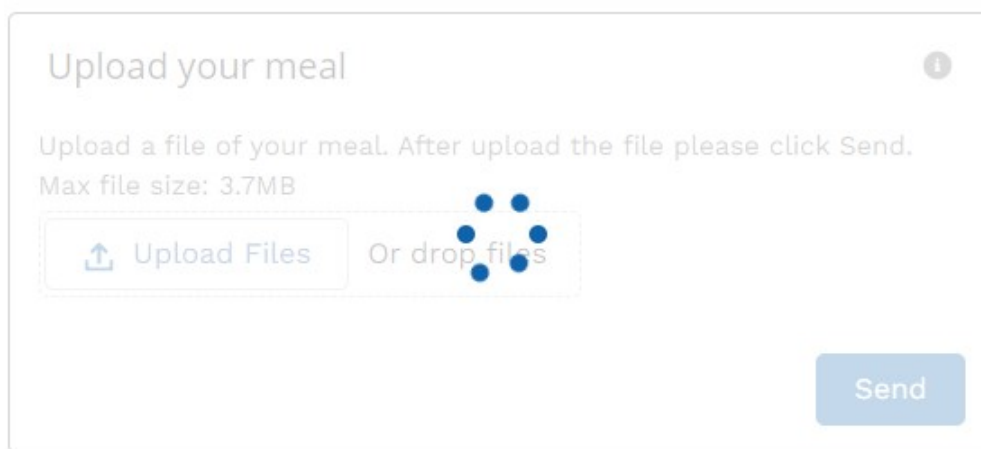 Upload your meal
Upload a file of your meal. After upload the file please click Send.
Max file size: 3.7MB
Upload Files Or drop files
Send